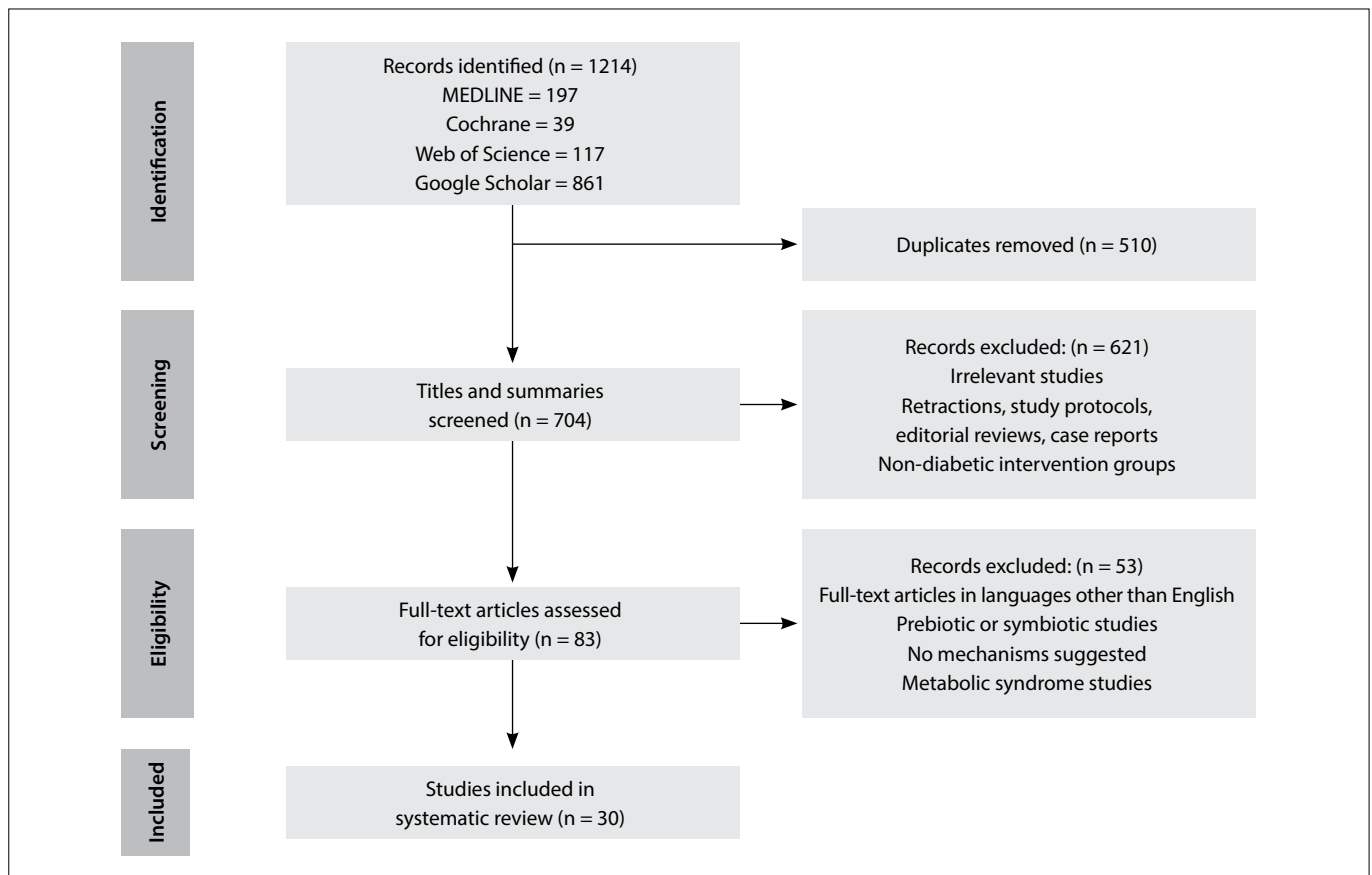 Identification
Records identified (n = 1214)
MEDLINE = 197
Cochrane = 39
Web of Science = 117
Google Scholar = 861
Duplicates removed (n = 510)
Screening
Titles and summaries
screened (n = 704)
Records excluded: (n = 621)
Irrelevant studies
Retractions, study protocols,
editorial reviews, case reports
Non-diabetic intervention groups
Eligibility
Full-text articles assessed
for eligibility (n = 83)
Records excluded: (n = 53)
Full-text articles in languages other than English
Prebiotic or symbiotic studies
No mechanisms suggested
Metabolic syndrome studies
Included
Studies included in
systematic review (n = 30)